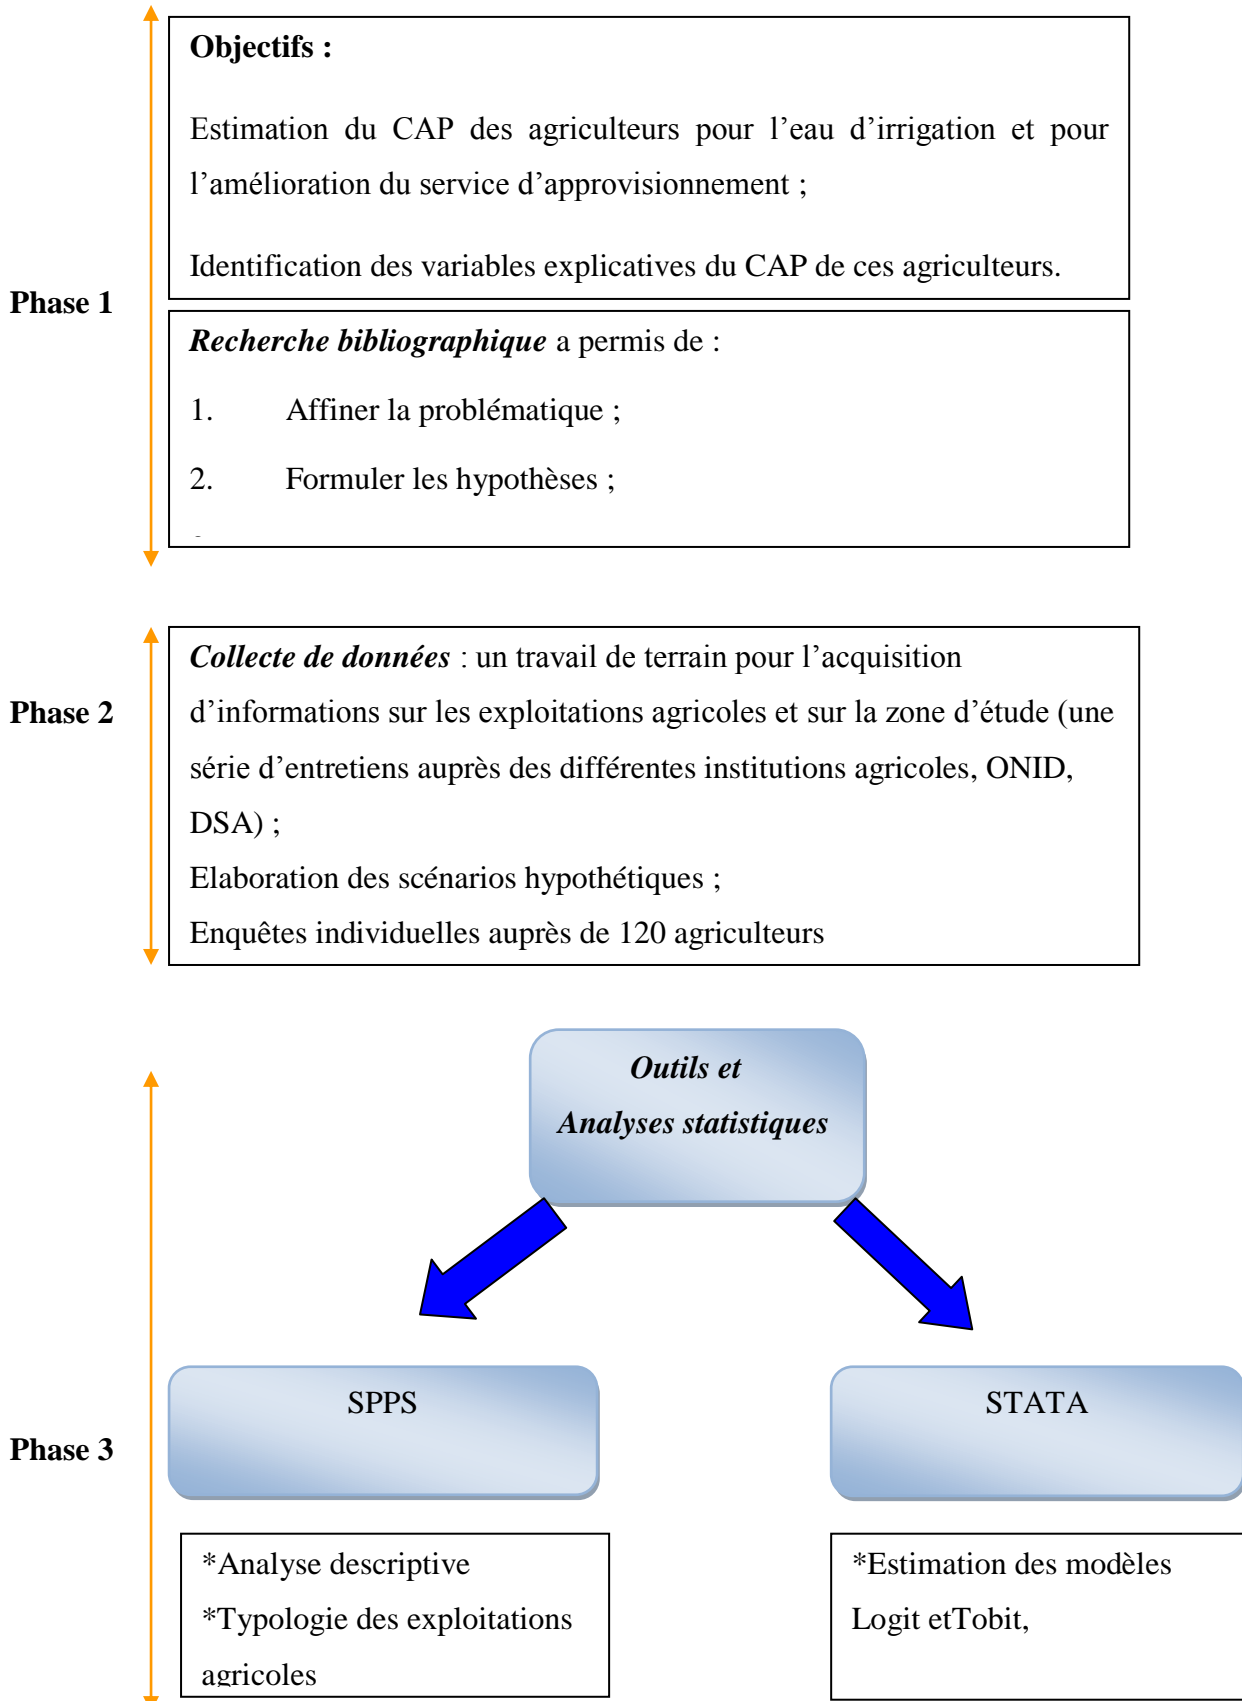 Objectifs :
Estimation du CAP des agriculteurs pour l’eau d’irrigation et pour
l’amélioration du service d’approvisionnement ;
Identification des variables explicatives du CAP de ces agriculteurs.
Phase 1
Recherche bibliographique a permis de :
1. Affiner la problématique ;
2. Formuler les hypothèses ;
Collecte de données : un travail de terrain pour l’acquisition
Phase 2
d’informations sur les exploitations agricoles et sur la zone d’étude (une
série d’entretiens auprès des différentes institutions agricoles, ONID,
DSA) ;
Elaboration des scénarios hypothétiques ;
Enquêtes individuelles auprès de 120 agriculteurs
Outils et
Analyses statistiques
SPPS
STATA
Phase 3
*Analyse descriptive
*Typologie des exploitations
agricoles
*Estimation des modèles
Logit etTobit,